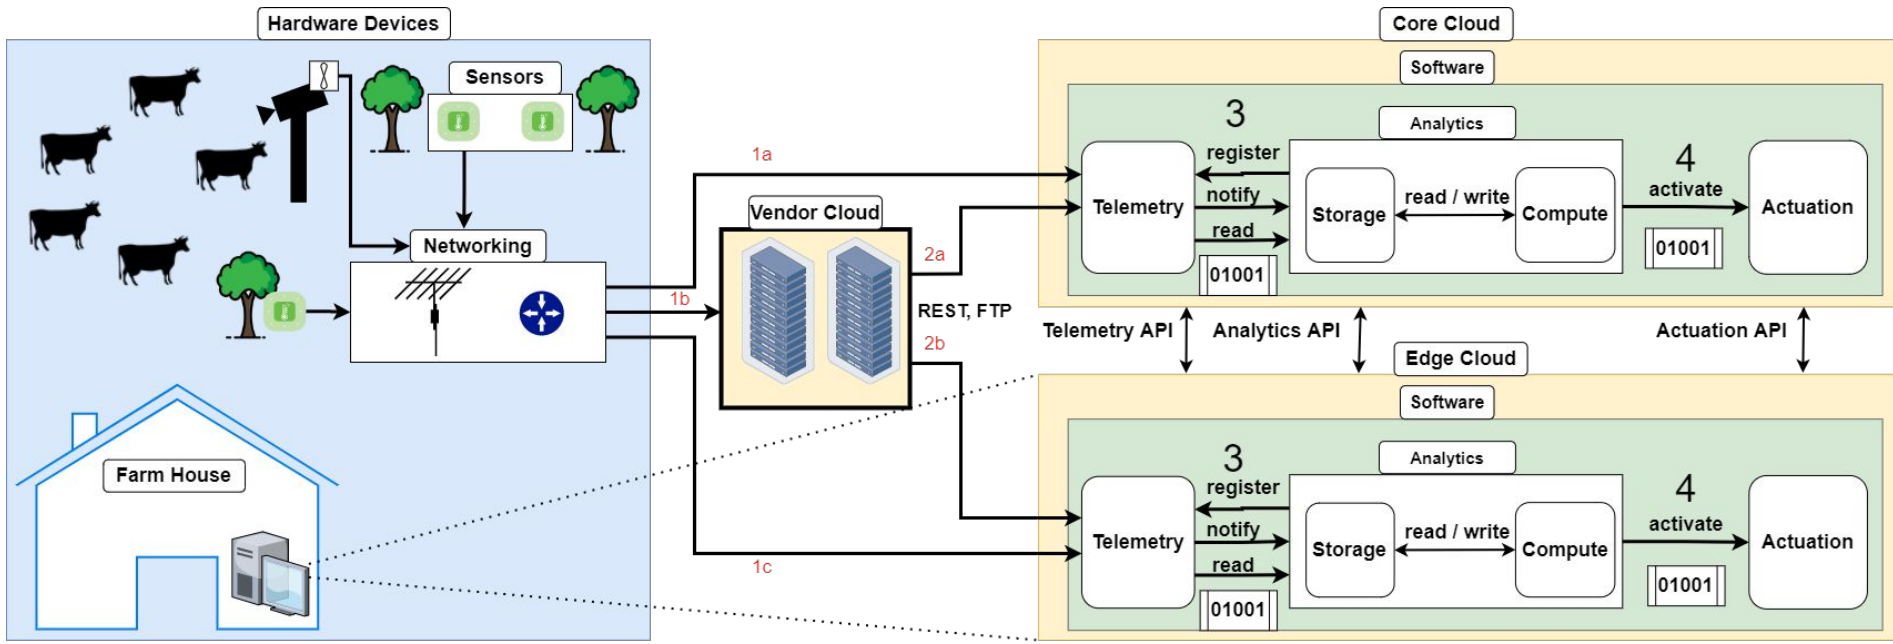 Hardware Devices
Sensors
Networking
Farm House
1a
1b
1c
Vendor Cloud
2a
REST, FTP
2b
Core Cloud
Software
3
Analytics
register
notify
read
01001
Telemetry
Storage
read / write
Compute
4
activate
01001
Actuation
Telemetry API
Analytics API
Actuation API
Edge Cloud
Software
3
Analytics
register
notify
read
01001
Telemetry
Storage
read / write
Compute
4
activate
01001
Actuation